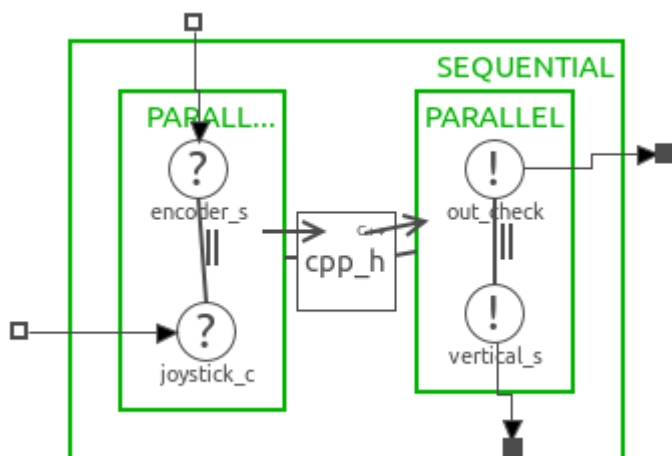 SEQUENTIAL
PARALL...
PARALLEL
?
!
encoder_s
out_check
||
||
C++
cpp_h
?
!
joystick_c
vertical_s